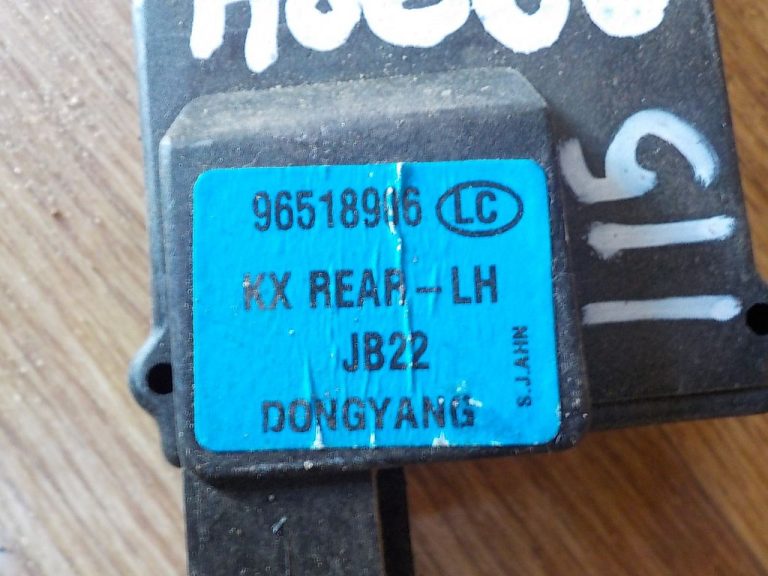 96518906 LC
KX REAR-LH
JB22
DONGYANG
S.J.AHN
115